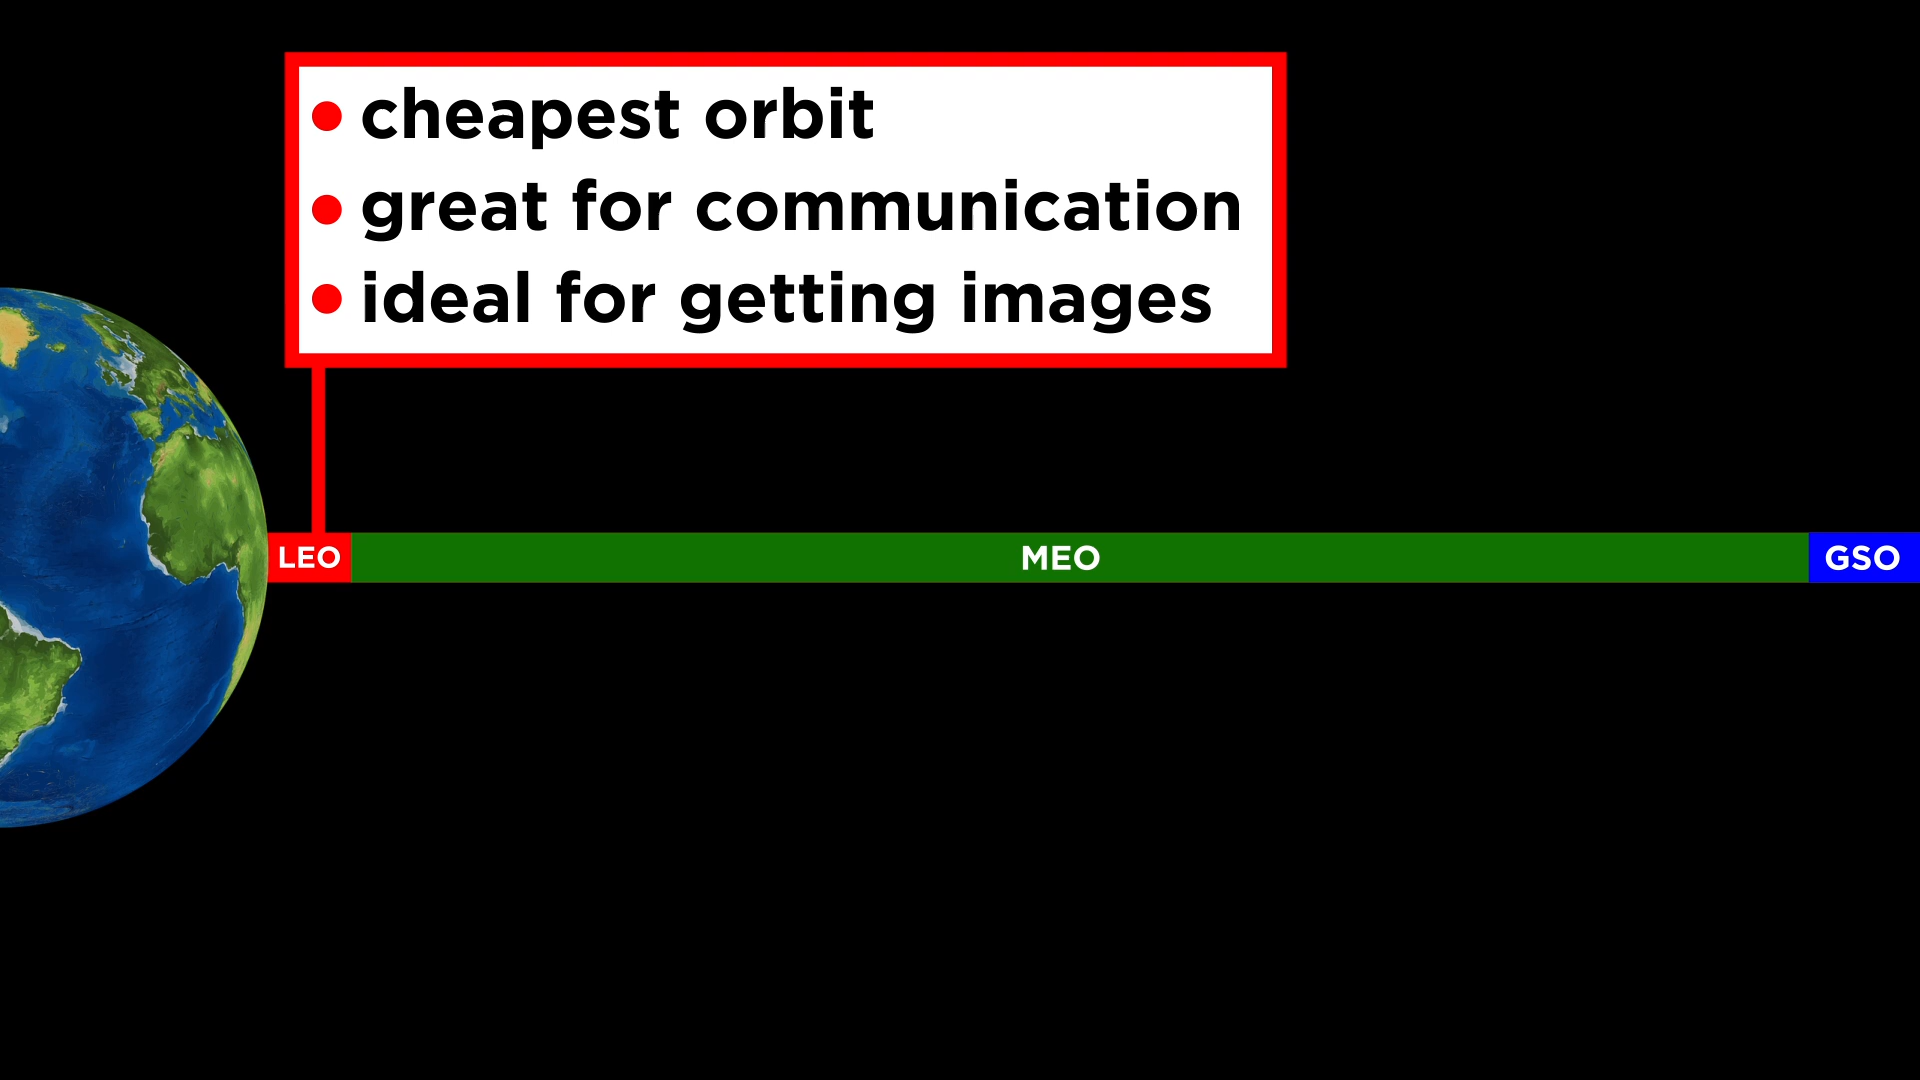 • cheapest orbit
• great for communication
• ideal for getting images
LEO MEO GSO